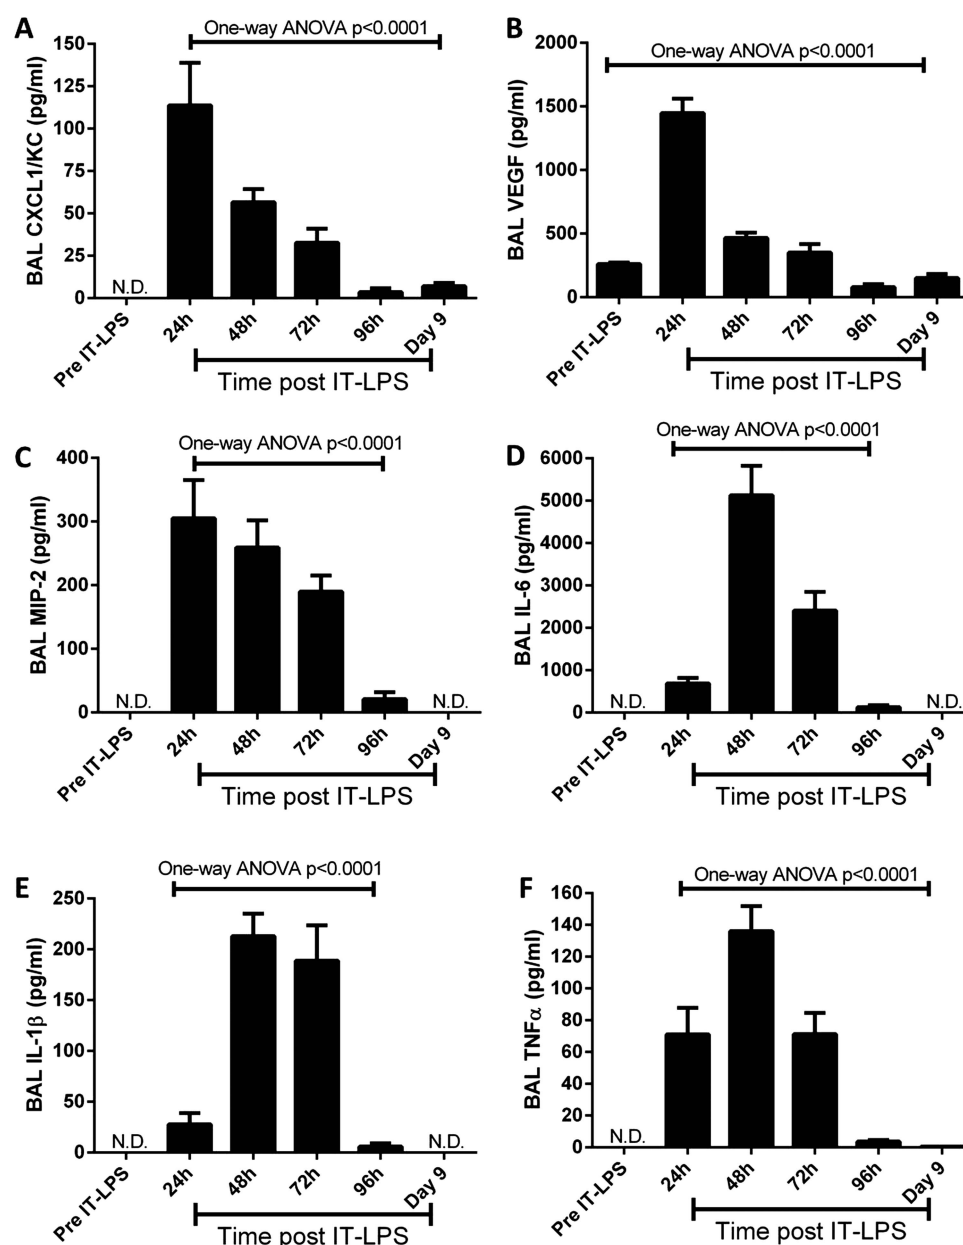 A
One-way ANOVA p<0.0001
BAL CXCL1/KC (pg/ml)
150
125
100
75
50
25
0
N.D.
Pre IT-LPS
24h
48h
72h
96h
Day 9
Time post IT-LPS
B
One-way ANOVA p<0.0001
BAL VEGF (pg/ml)
2000
1500
1000
500
0
Pre IT-LPS
24h
48h
72h
96h
Day 9
Time post IT-LPS
C
One-way ANOVA p<0.0001
BAL MIP-2 (pg/ml)
400
300
200
100
0
N.D.
N.D.
Pre IT-LPS
24h
48h
72h
96h
Day 9
Time post IT-LPS
D
One-way ANOVA p<0.0001
BAL IL-6 (pg/ml)
6000
5000
4000
3000
2000
1000
0
N.D.
N.D.
Pre IT-LPS
24h
48h
72h
96h
Day 9
Time post IT-LPS
E
One-way ANOVA p<0.0001
BAL IL-1β (pg/ml)
250
200
150
100
50
0
N.D.
N.D.
Pre IT-LPS
24h
48h
72h
96h
Day 9
Time post IT-LPS
F
One-way ANOVA p<0.0001
BAL TNFα (pg/ml)
160
140
120
100
80
60
40
20
0
N.D.
Pre IT-LPS
24h
48h
72h
96h
Day 9
Time post IT-LPS